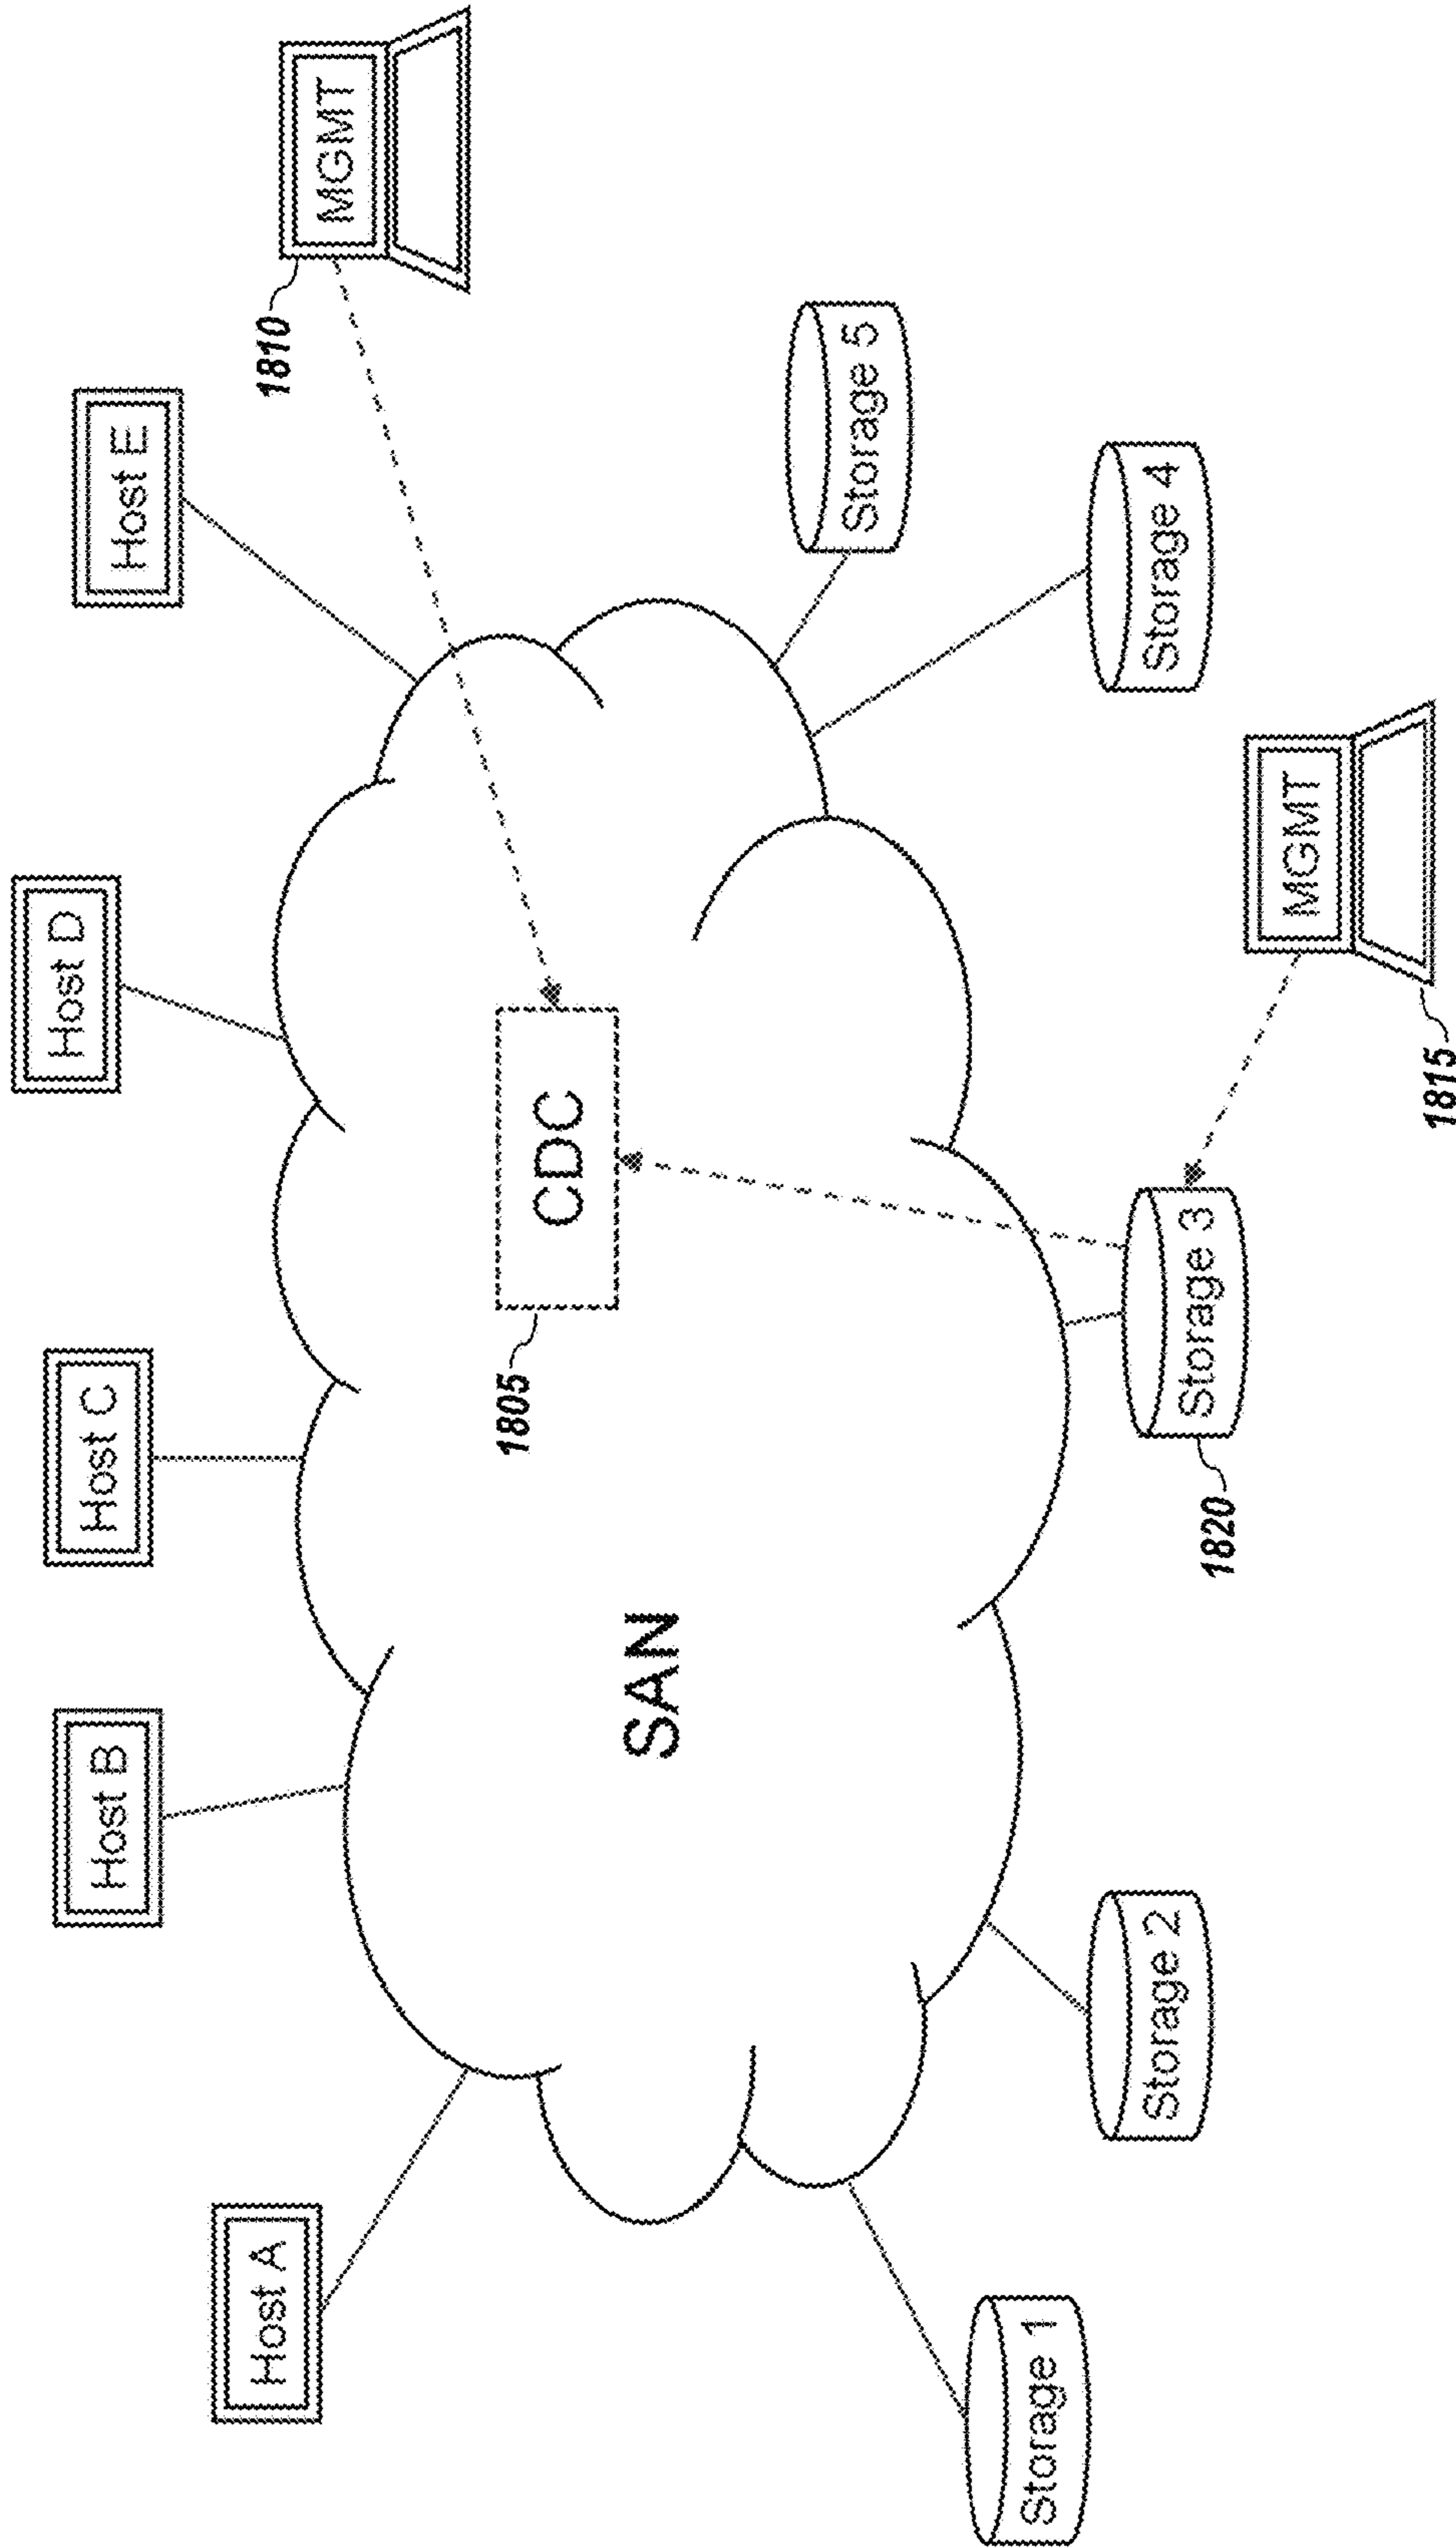 Host A
Host B
Host C
Host D
Host E
MGMT
1810
CDC
1805
SAN
Storage 1
Storage 2
Storage 3
1820
Storage 4
Storage 5
MGMT
1815